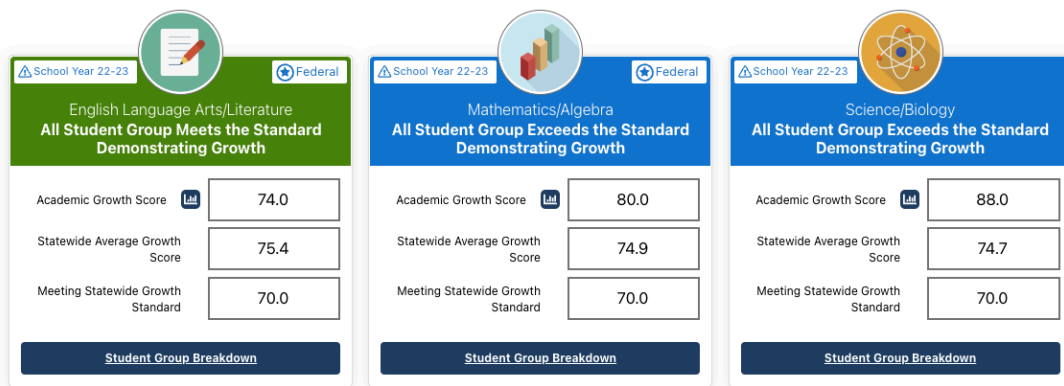 School Year 22-23
Federal
English Language Arts/Literature
All Student Group Meets the Standard
Demonstrating Growth
Academic Growth Score
74.0
Statewide Average Growth
Score
75.4
Meeting Statewide Growth
Standard
70.0
Student Group Breakdown
School Year 22-23
Federal
Mathematics/Algebra
All Student Group Exceeds the Standard
Demonstrating Growth
Academic Growth Score
80.0
Statewide Average Growth
Score
74.9
Meeting Statewide Growth
Standard
70.0
Student Group Breakdown
School Year 22-23
Science/Biology
All Student Group Exceeds the Standard
Demonstrating Growth
Academic Growth Score
88.0
Statewide Average Growth
Score
74.7
Meeting Statewide Growth
Standard
70.0
Student Group Breakdown